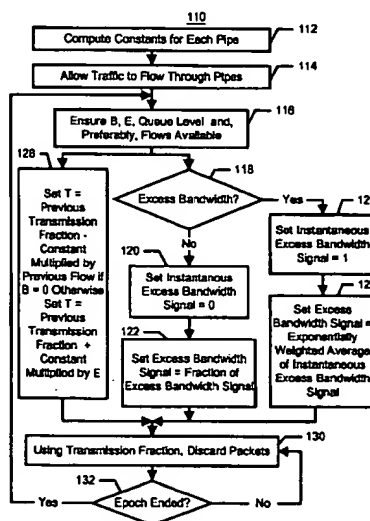 110
Compute Constants for Each Pipe
112
Allow Traffic to Flow Through Pipes
114
Ensure B, E, Queue Level and,
Preferably, Flows Available
116
128
Set T =
Previous
Transmission
Fraction -
Constant
Multiplied by
Previous Flow if
B = 0 Otherwise
Set T =
Previous
Transmission
Fraction +
Constant
Multiplied by E
118
Excess Bandwidth?
Yes
No
120
Set Instantanous
Excess Bandwidth
Signal = 0
122
Set Excess Bandwidth
Signal = Fraction of
Excess Bandwidth Signal
12
Set Instantaneous
Excess Bandwidth
Signal = 1
12
Set Excess
Bandwidth Signal =
Exponentially
Weighted Average
of Instantaneous
Excess Bandwidth
Signal
Using Transmission Fraction, Discard Packets
130
132
Epoch Ended?
Yes
No